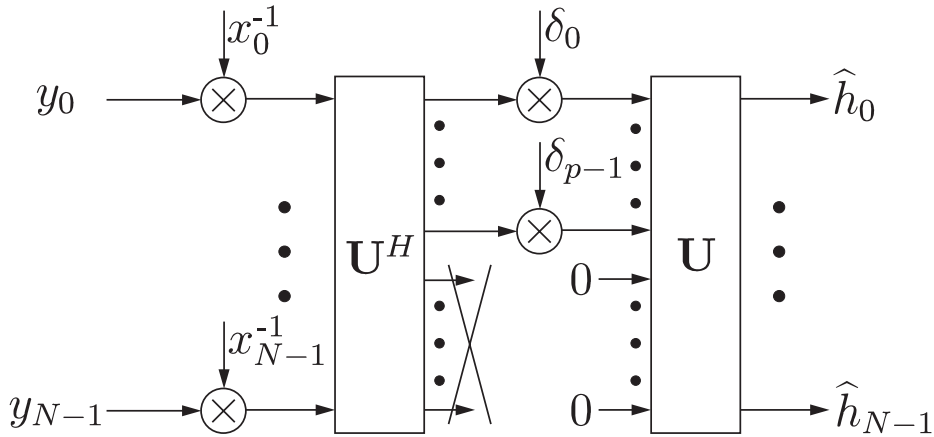 x_0^{-1} δ_0
y_0 ĥ_0
δ_{p−1}
U^H U
0
x_{N−1}^{-1}
y_{N−1} 0 ĥ_{N−1}